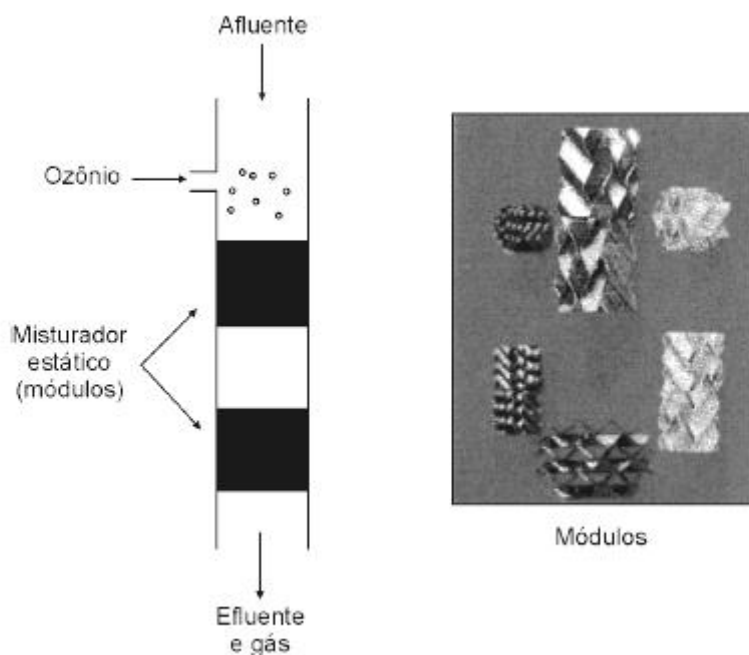 Afluente
Ozônio
Misturador
estático
(módulos)
Efluente
e gás
Módulos